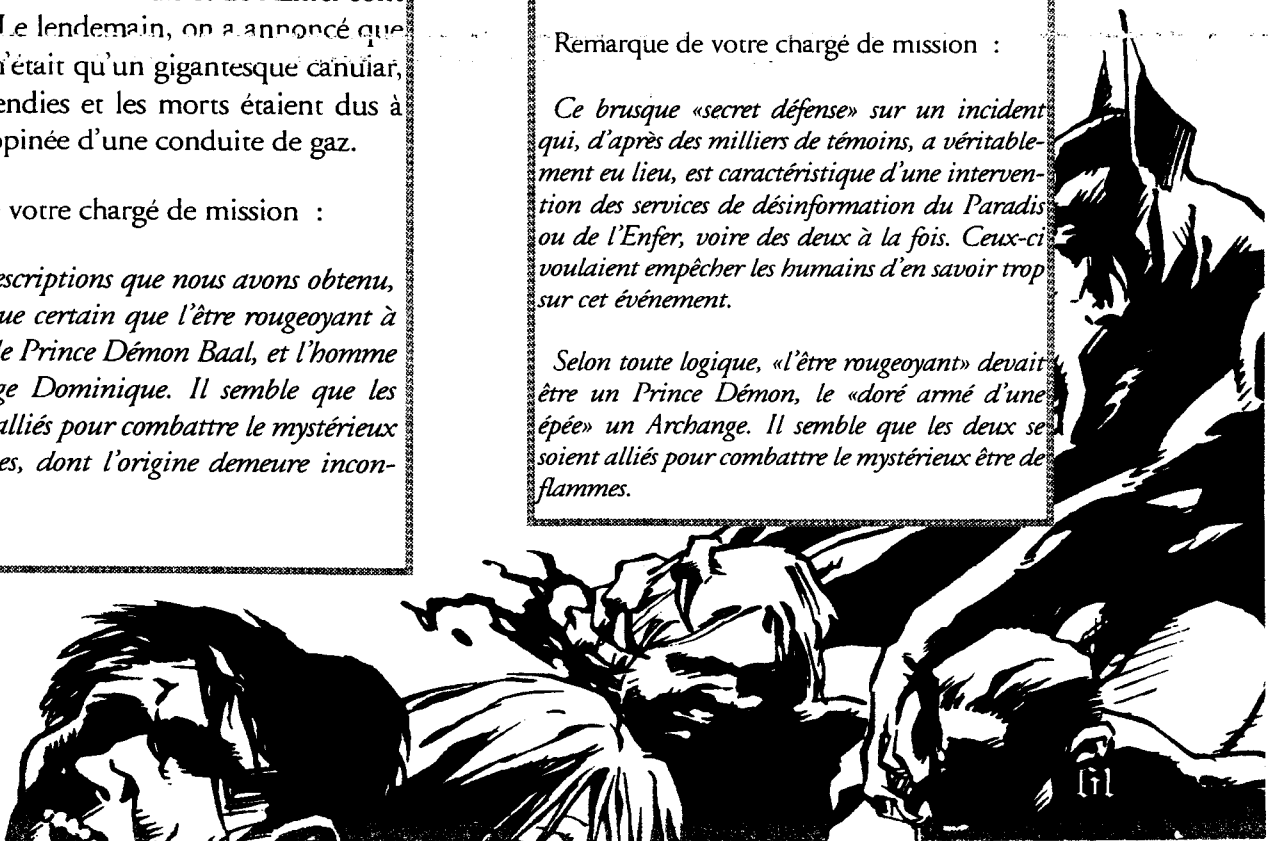 Le lendemain, on a annoncé que
n'était qu'un gigantesque canular,
endies et les morts étaient dus à
opinée d'une conduite de gaz.
votre chargé de mission :
escriptions que nous avons obtenu,
ue certain que l'être rougeoyant à
le Prince Démon Baal, et l'homme
ge Dominique. Il semble que les
alliés pour combattre le mystérieux
es, dont l'origine demeure incon-
Remarque de votre chargé de mission :
Ce brusque «secret défense» sur un incident
qui, d'après des milliers de témoins, a véritable-
ment eu lieu, est caractéristique d'une interven-
tion des services de désinformation du Paradis
ou de l'Enfer, voire des deux à la fois. Ceux-ci
voulaient empêcher les humains d'en savoir trop
sur cet événement.
Selon toute logique, «l'être rougeoyant» devait
être un Prince Démon, le «doré armé d'une
épée» un Archange. Il semble que les deux se
soient alliés pour combattre le mystérieux être de
flammes.